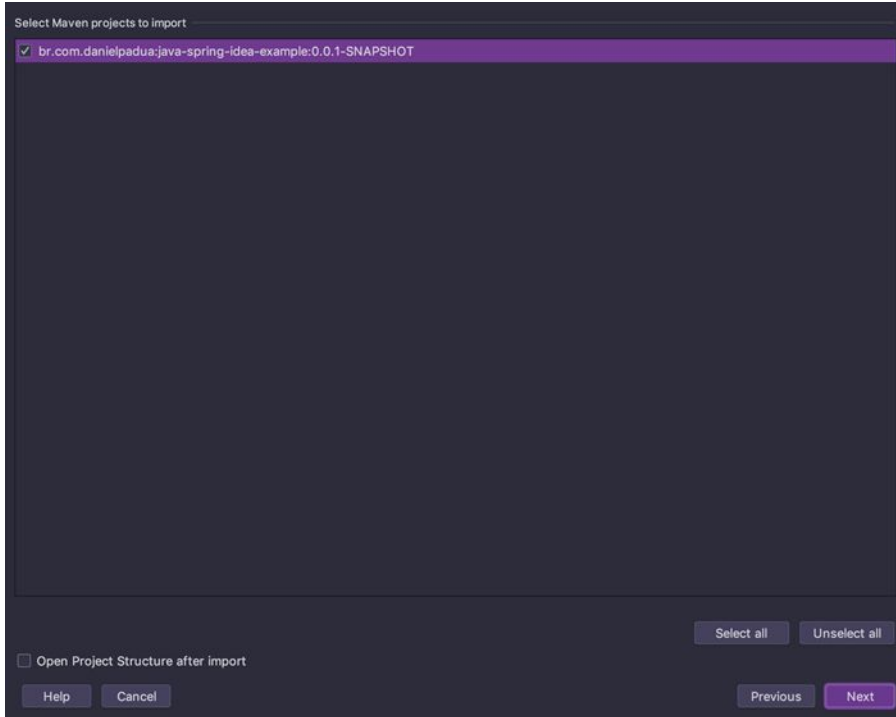 Select Maven projects to import
br.com.danielpadua:java-spring-idea-example:0.0.1-SNAPSHOT
Select all Unselect all
Open Project Structure after import
Help Cancel Previous Next